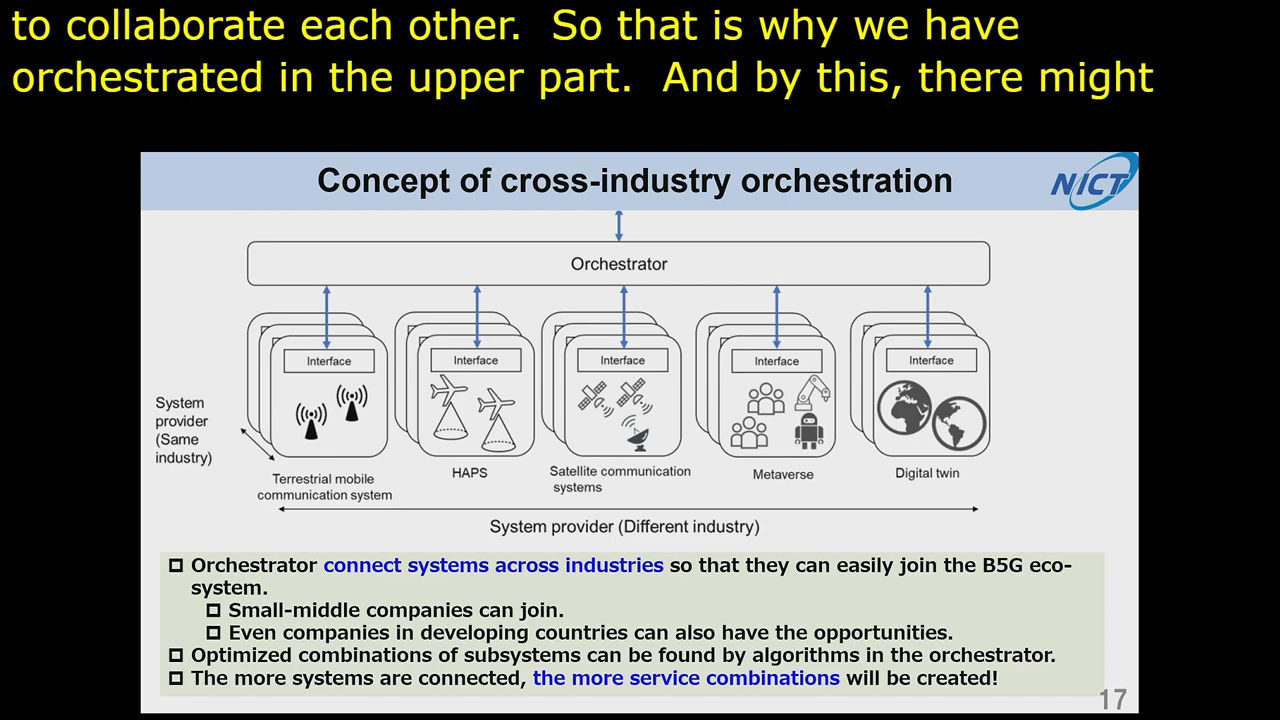 to collaborate each other.  So that is why we have
orchestrated in the upper part.  And by this, there might
Concept of cross-industry orchestration
NICT
Orchestrator
Interface
Interface
Interface
Interface
Interface
System
provider
(Same
industry)
Terrestrial mobile
communication system
HAPS
Satellite communication
systems
Metaverse
Digital twin
System provider (Different industry)
Orchestrator connect systems across industries so that they can easily join the B5G eco-
system.
Small-middle companies can join.
Even companies in developing countries can also have the opportunities.
Optimized combinations of subsystems can be found by algorithms in the orchestrator.
The more systems are connected, the more service combinations will be created!
17